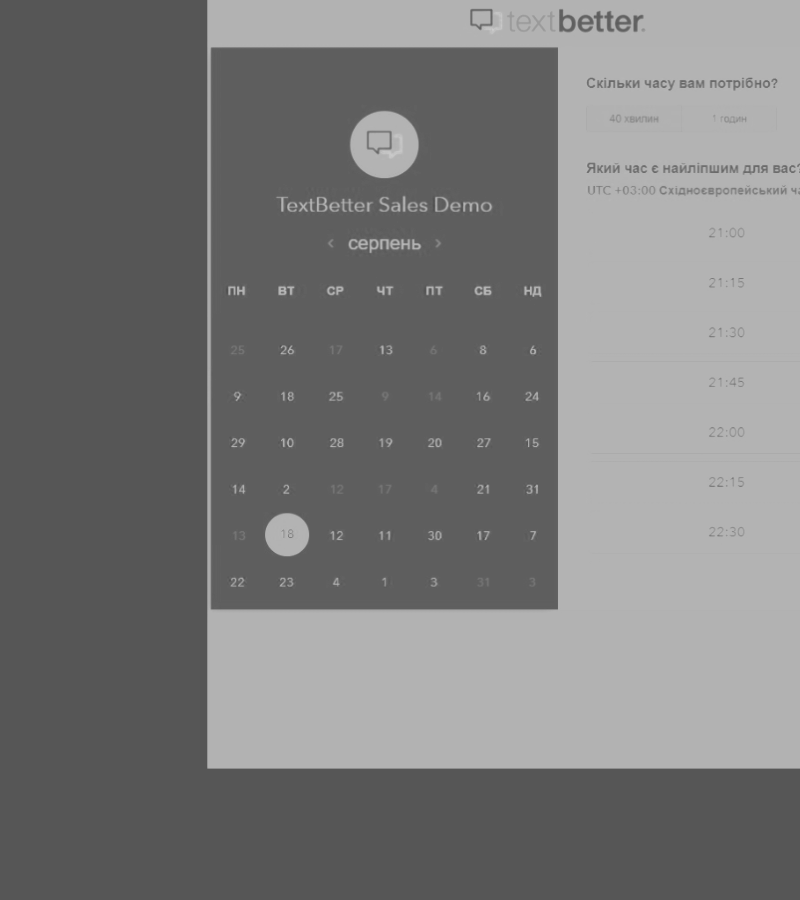 textbetter.
Скільки часу вам потрібно?
40 хвилин 1 годин
TextBetter Sales Demo
‹ серпень ›
ПН ВТ СР ЧТ ПТ СБ НД
25 26 17 13 6 8 6
9 18 25 9 14 16 24
29 10 28 19 20 27 15
14 2 12 17 4 21 31
13 18 12 11 30 17 7
22 23 4 1 3 31 3
Який час є найліпшим для вас?
UTC +03:00 Східноєвропейський
21:00
21:15
21:30
21:45
22:00
22:15
22:30